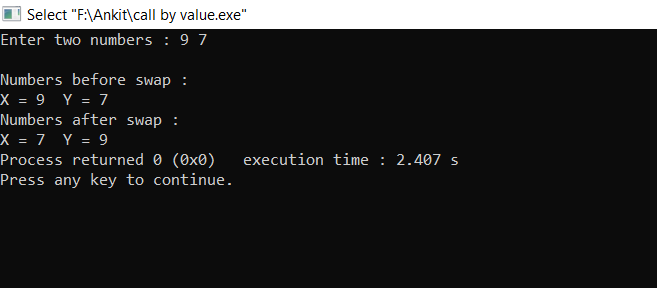 Select "F:\Ankit\call by value.exe"
Enter two numbers : 9 7
Numbers before swap :
X = 9  Y = 7
Numbers after swap :
X = 7  Y = 9
Process returned 0 (0x0)   execution time : 2.407 s
Press any key to continue.